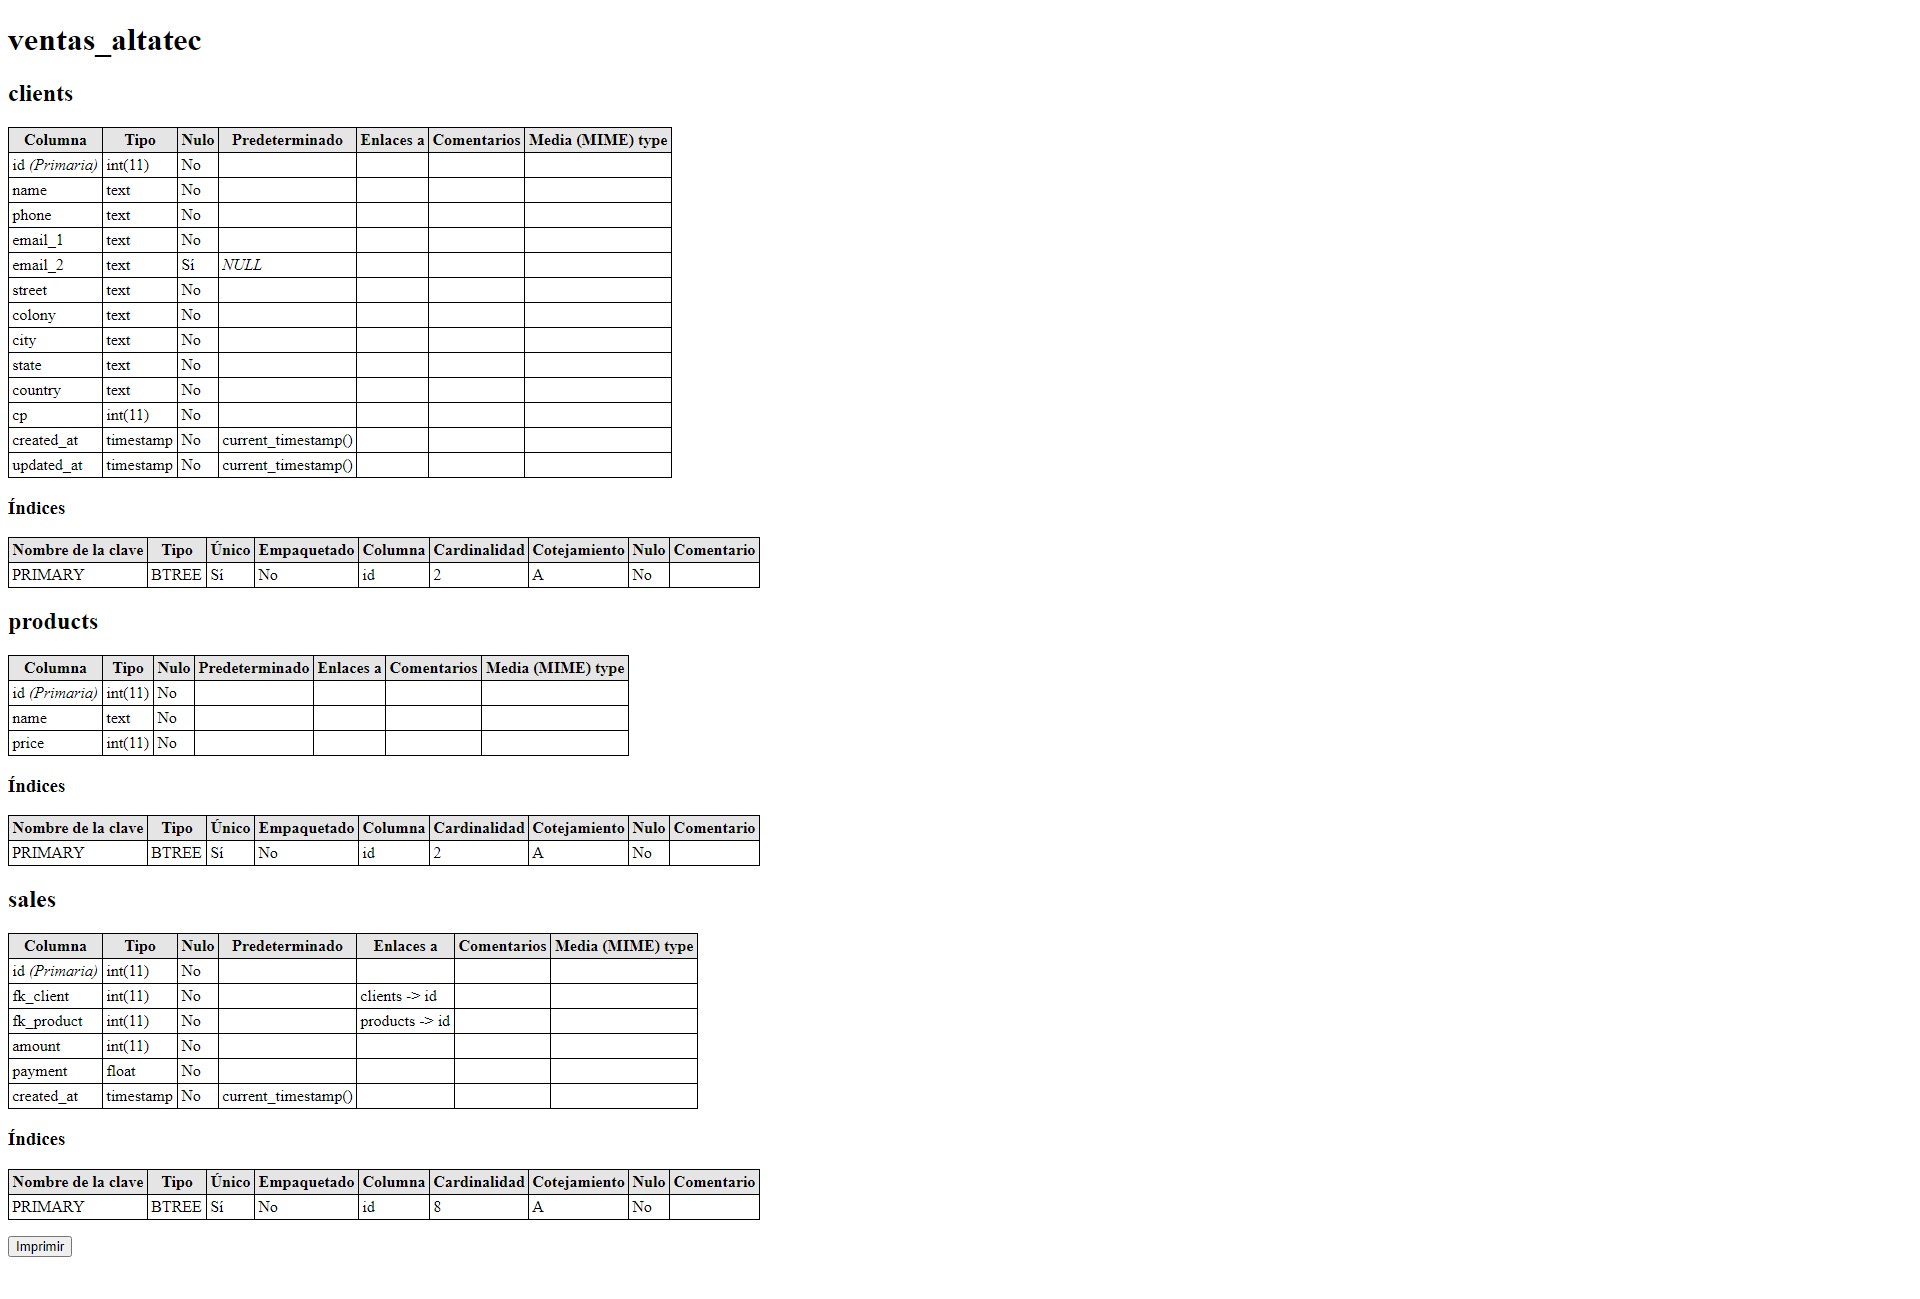 ventas_altatec
clients
Columna Tipo Nulo Predeterminado Enlaces a Comentarios Media (MIME) type
id (Primaria) int(11) No
name text No
phone text No
email_1 text No
email_2 text Sí NULL
street text No
colony text No
city text No
state text No
country text No
cp int(11) No
created_at timestamp No current_timestamp()
updated_at timestamp No current_timestamp()
Índices
Nombre de la clave Tipo Único Empaquetado Columna Cardinalidad Cotejamiento Nulo Comentario
PRIMARY BTREE Sí No id 2 A No
products
Columna Tipo Nulo Predeterminado Enlaces a Comentarios Media (MIME) type
id (Primaria) int(11) No
name text No
price int(11) No
Índices
Nombre de la clave Tipo Único Empaquetado Columna Cardinalidad Cotejamiento Nulo Comentario
PRIMARY BTREE Sí No id 2 A No
sales
Columna Tipo Nulo Predeterminado Enlaces a Comentarios Media (MIME) type
id (Primaria) int(11) No
fk_client int(11) No clients -> id
fk_product int(11) No products -> id
amount int(11) No
payment float No
created_at timestamp No current_timestamp()
Índices
Nombre de la clave Tipo Único Empaquetado Columna Cardinalidad Cotejamiento Nulo Comentario
PRIMARY BTREE Sí No id 8 A No
Imprimir